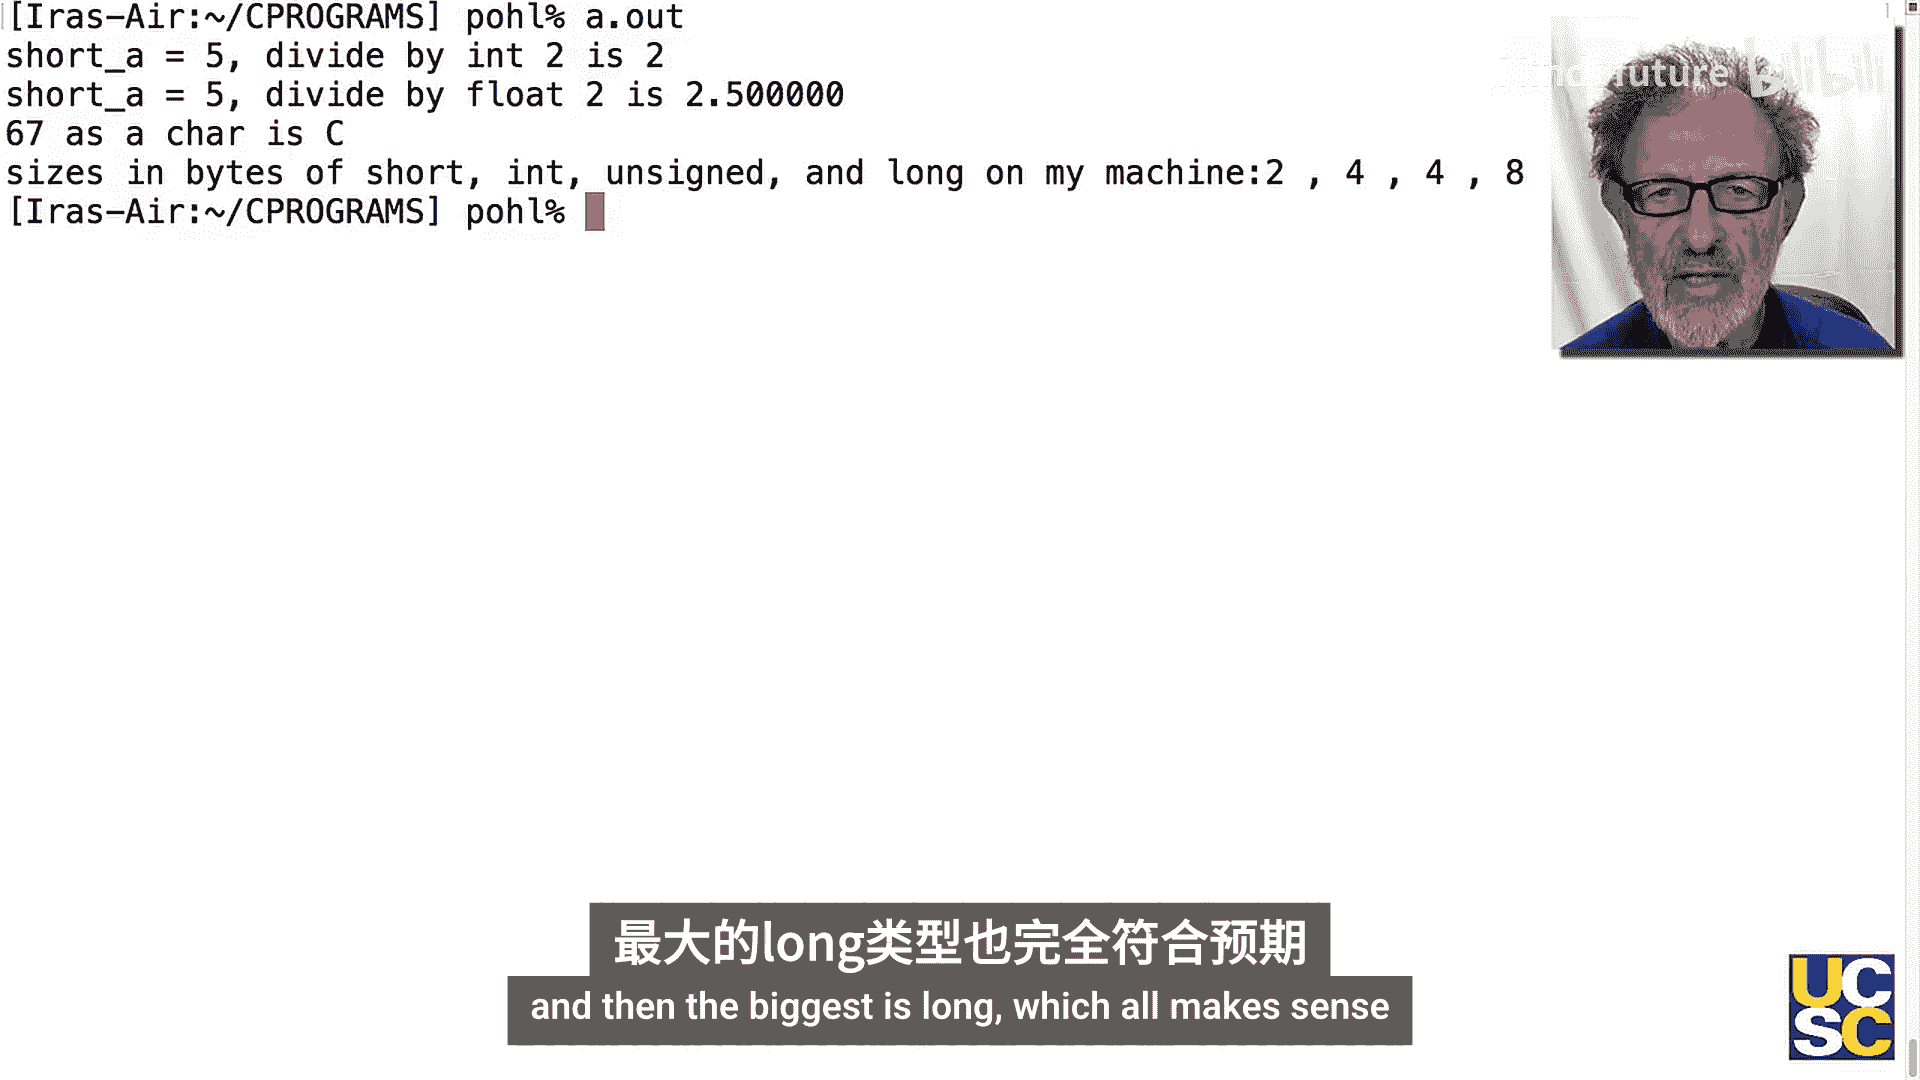 [Iras-Air:~/CPROGRAMS] pohl% a.out
short_a = 5, divide by int 2 is 2
short_a = 5, divide by float 2 is 2.500000
67 as a char is C
sizes in bytes of short, int, unsigned, and long on my machine:2 , 4 , 4 , 8
[Iras-Air:~/CPROGRAMS] pohl%
future bilibili
最大的long类型也完全符合预期
and then the biggest is long, which all makes sense
UC
SC